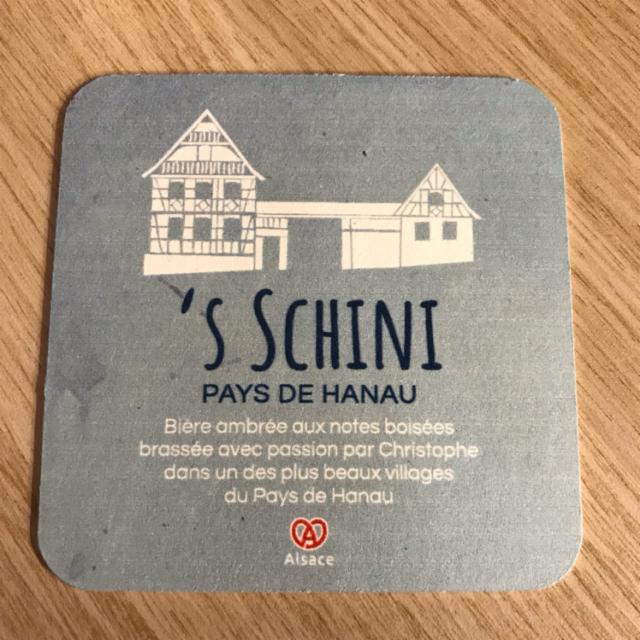 's Schini
PAYS DE HANAU
Bière ambrée aux notes boisées
brassée avec passion par Christophe
dans un des plus beaux villages
du Pays de Hanau
A
Alsace